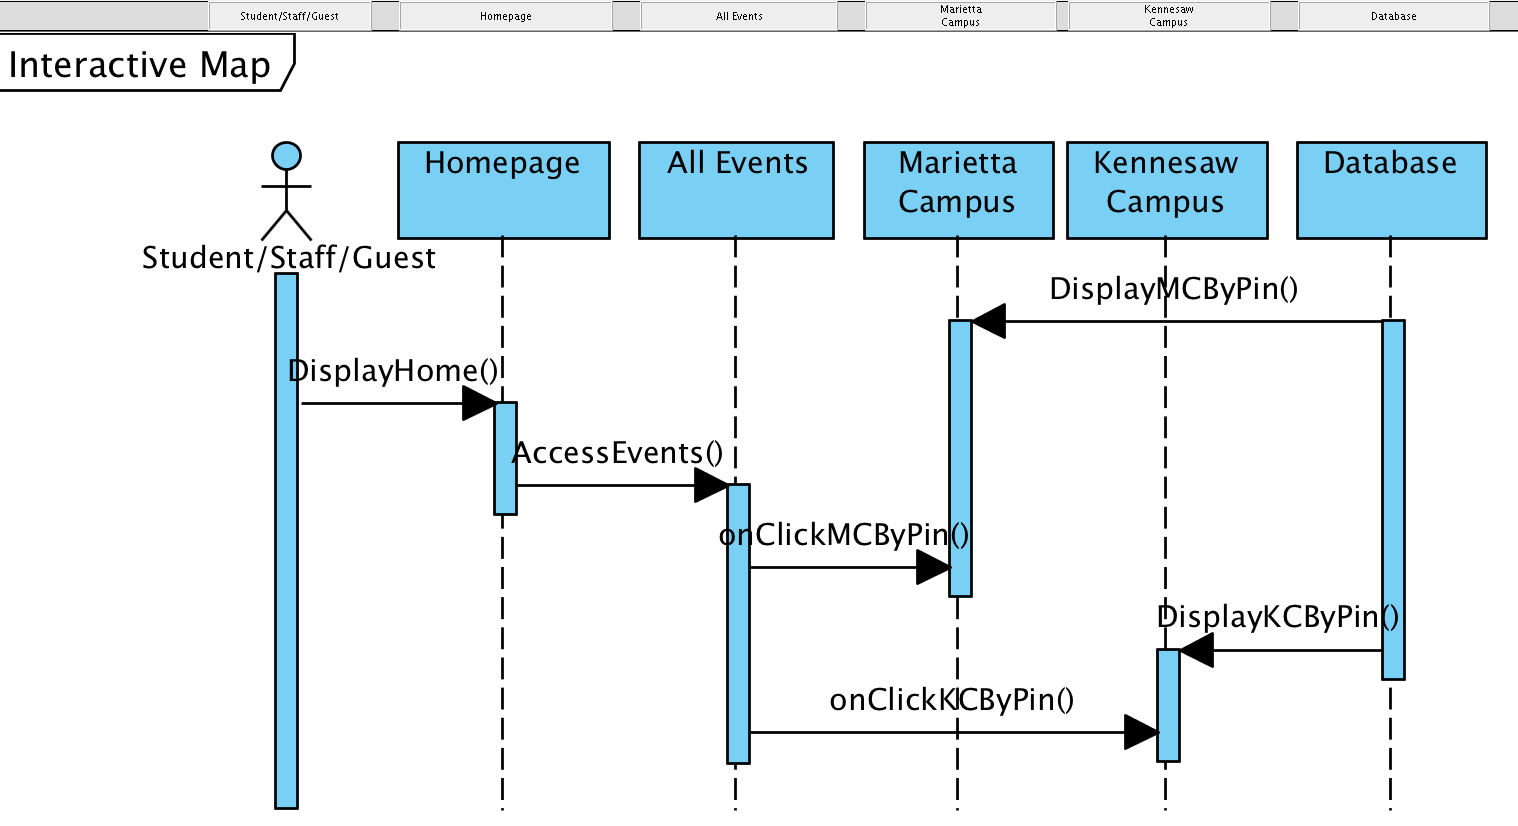 Student/Staff/Guest
Homepage
All Events
Marietta
Campus
Kennesaw
Campus
Database
Interactive Map
Homepage
All Events
Marietta
Campus
Kennesaw
Campus
Database
Student/Staff/Guest
DisplayMCByPin()
DisplayHome()
AccessEvents()
onClickMCByPin()
DisplayKCByPin()
onClickKCByPin()